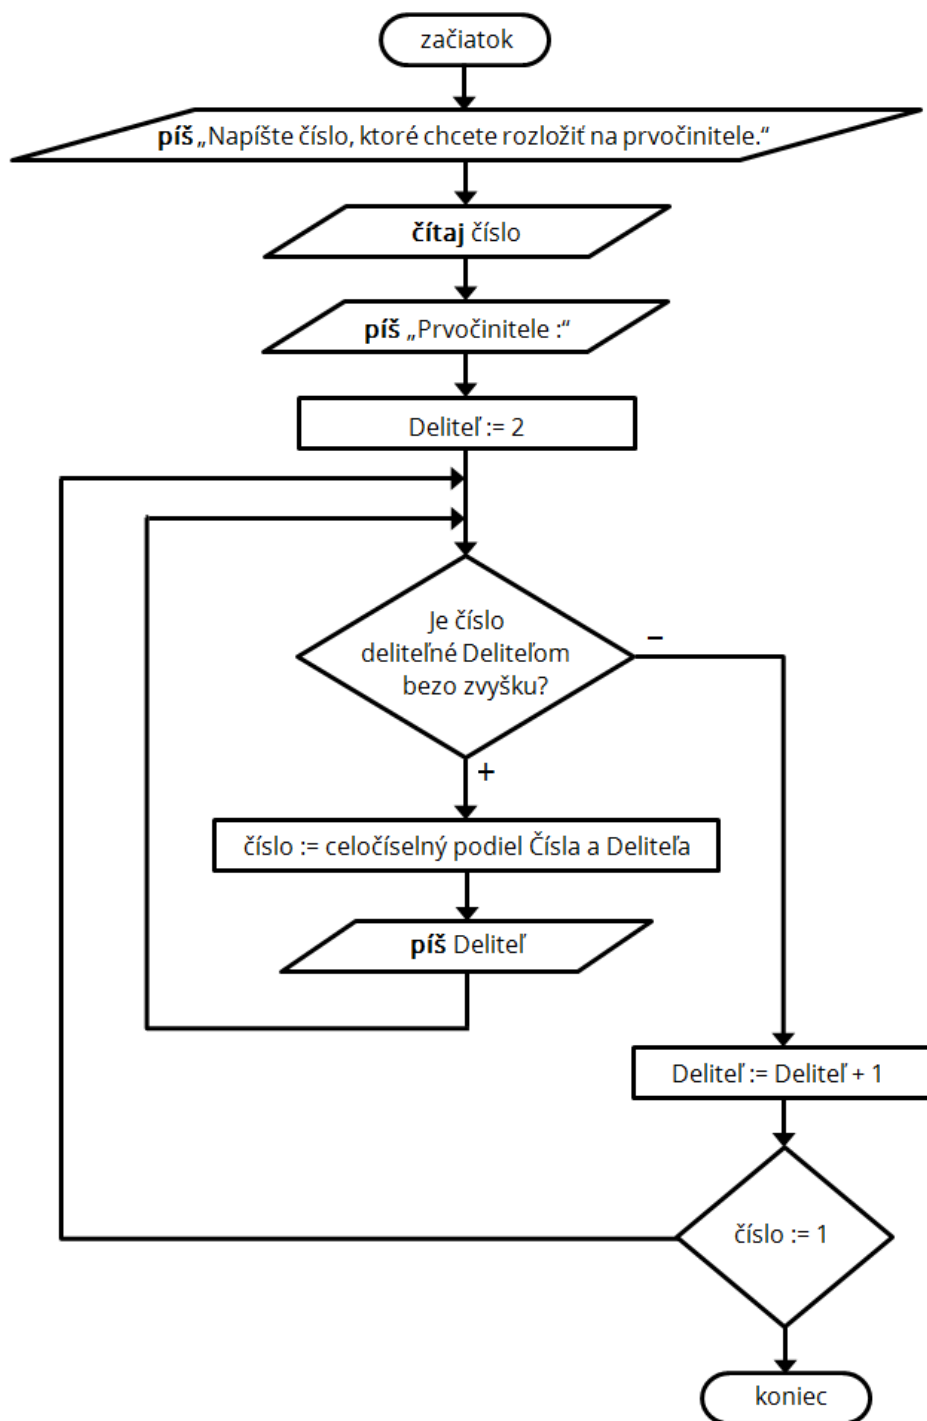 začiatok
píš „Napíšte číslo, ktoré chcete rozložiť na prvočinitele.“
čítaj číslo
píš „Prvočinitele :“
Deliteľ := 2
Je číslo
deliteľné Deliteľom
bezo zvyšku?
–
+
číslo := celočíselný podiel Čísla a Deliteľa
píš Deliteľ
Deliteľ := Deliteľ + 1
číslo := 1
koniec